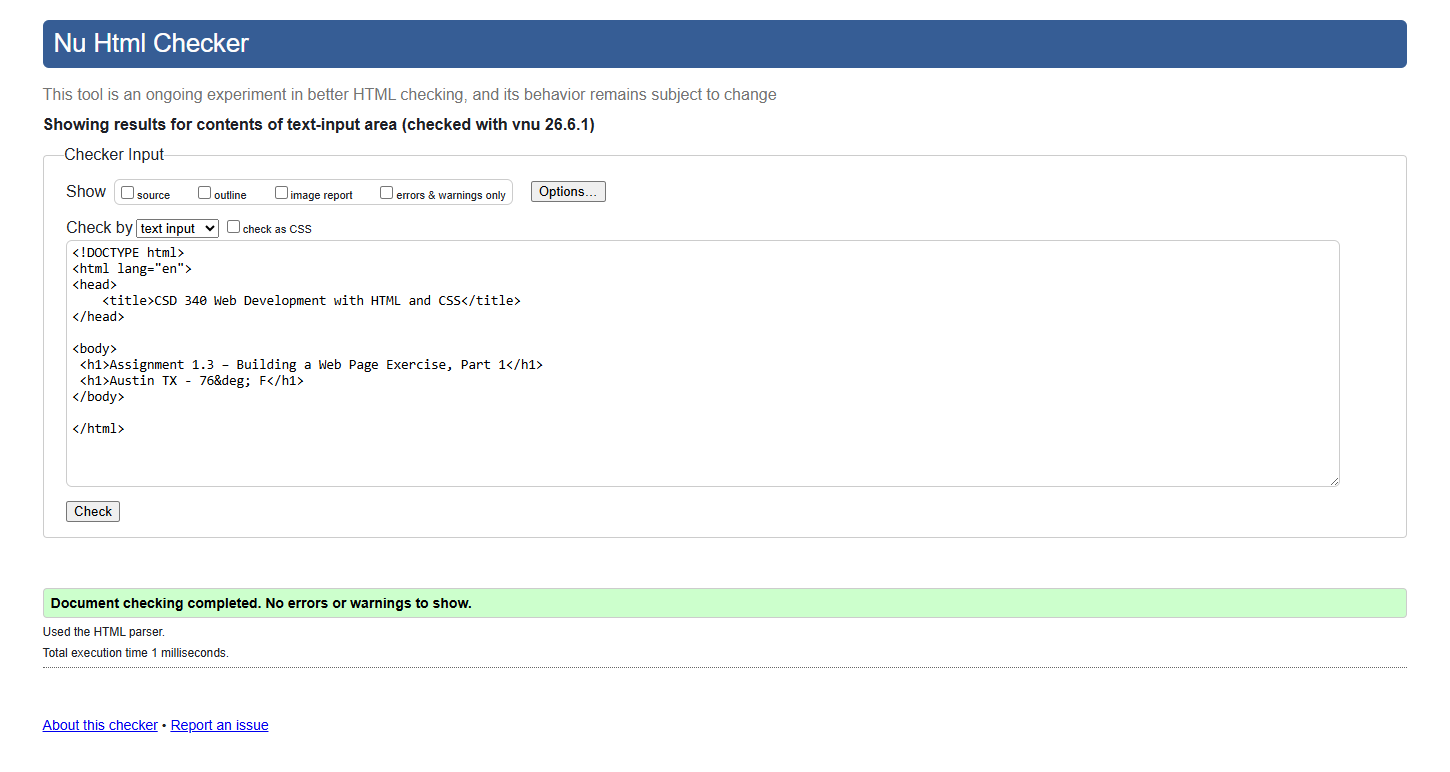 Nu Html Checker
This tool is an ongoing experiment in better HTML checking, and its behavior remains subject to change
Showing results for contents of text-input area (checked with vnu 26.6.1)
Checker Input
Show source outline image report errors & warnings only Options...
Check by text input check as CSS
<!DOCTYPE html>
<html lang="en">
<head>
    <title>CSD 340 Web Development with HTML and CSS</title>
</head>

<body>
 <h1>Assignment 1.3 – Building a Web Page Exercise, Part 1</h1>
 <h1>Austin TX - 76&deg; F</h1>
</body>

</html>
Check
Document checking completed. No errors or warnings to show.
Used the HTML parser.
Total execution time 1 milliseconds.
About this checker • Report an issue